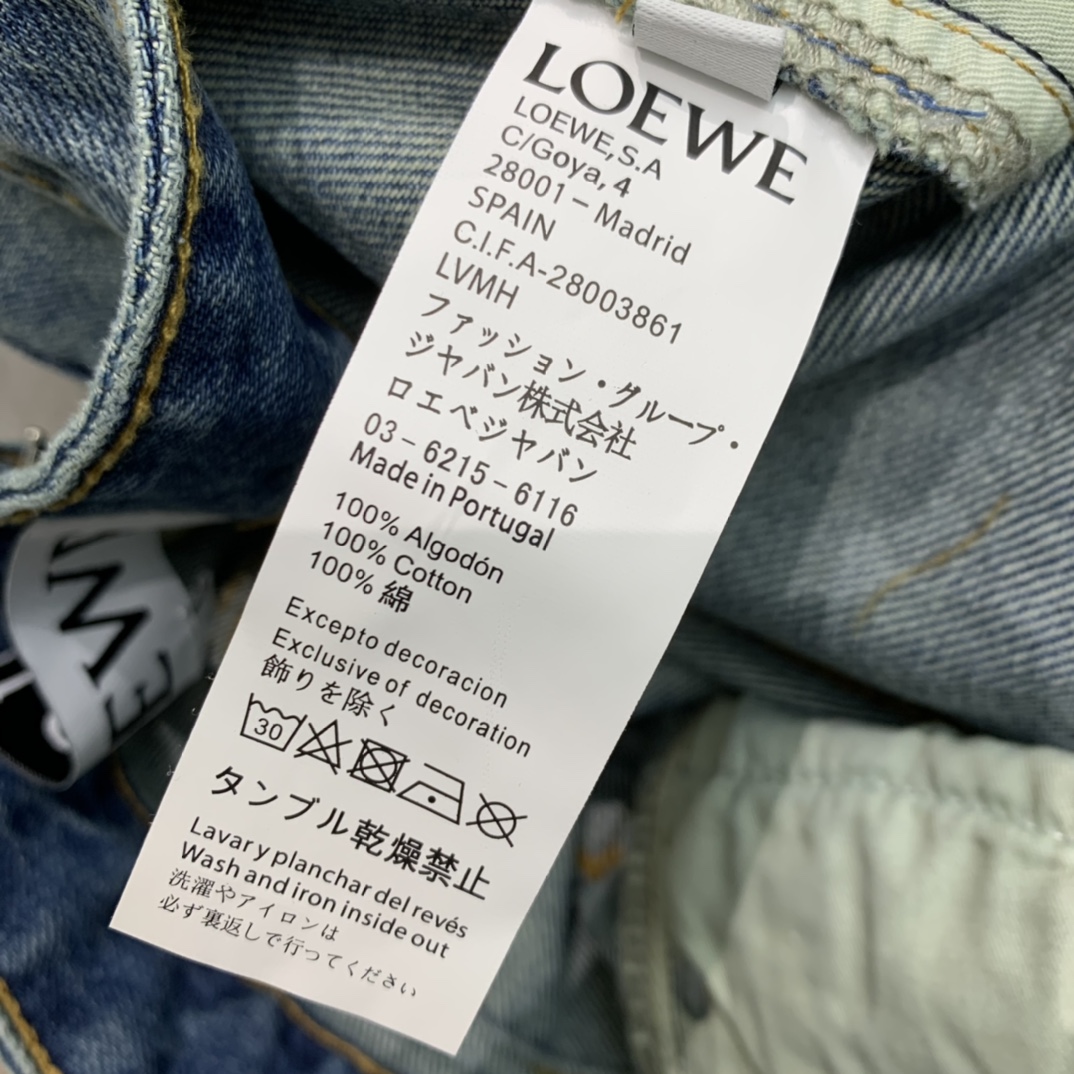 LOEWE
LOEWE,S.A
C/Goya, 4
28001 – Madrid
SPAIN
C.I.F.A-28003861
LVMH
ファッション・グループ・
ジャパン株式会社
ロエベジャパン
03 – 6215 – 6116
Made in Portugal
100% Algodón
100% Cotton
100% 綿
Excepto decoracion
Exclusive of decoration
飾りを除く
30
タンブル乾燥禁止
Lavar y planchar del revés
Wash and iron inside out
洗濯やアイロンは
必ず裏返しで行ってください